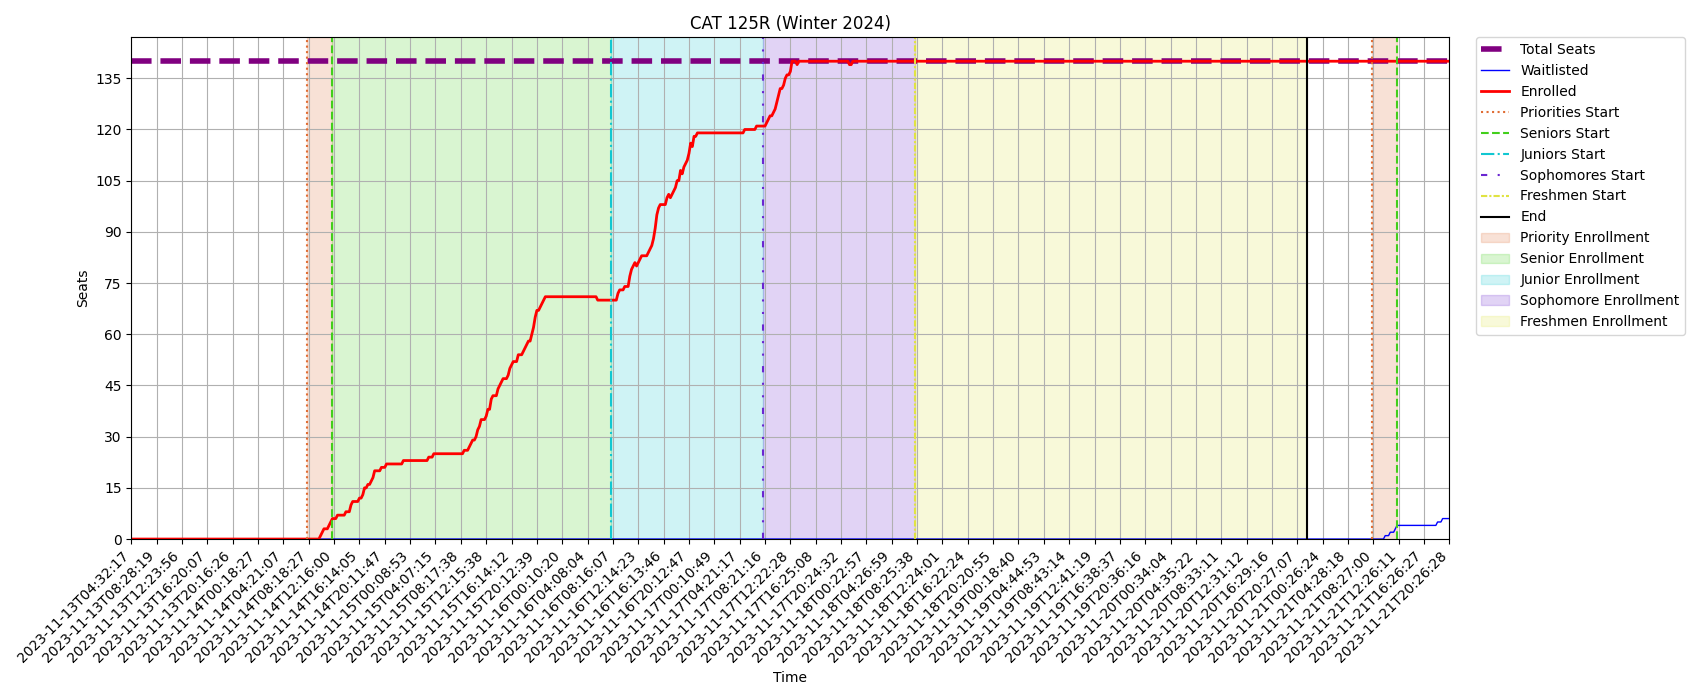 CAT 125R (Winter 2024)
Seats
135
120
105
90
75
60
45
30
15
0
2023-11-13T04:32:17
2023-11-13T08:28:19
2023-11-13T12:23:56
2023-11-13T16:20:07
2023-11-13T20:16:26
2023-11-14T00:18:27
2023-11-14T04:21:07
2023-11-14T08:18:27
2023-11-14T12:16:00
2023-11-14T16:14:05
2023-11-14T20:11:47
2023-11-15T00:08:53
2023-11-15T04:07:15
2023-11-15T08:17:38
2023-11-15T12:15:38
2023-11-15T16:14:12
2023-11-15T20:12:39
2023-11-16T00:10:20
2023-11-16T04:08:04
2023-11-16T08:16:07
2023-11-16T12:14:23
2023-11-16T16:13:46
2023-11-16T20:12:47
2023-11-17T00:10:49
2023-11-17T04:21:17
2023-11-17T08:21:16
2023-11-17T12:22:28
2023-11-17T16:25:08
2023-11-17T20:24:32
2023-11-18T00:22:57
2023-11-18T04:26:59
2023-11-18T08:25:38
2023-11-18T12:24:01
2023-11-18T16:22:24
2023-11-18T20:20:55
2023-11-19T00:18:40
2023-11-19T04:44:53
2023-11-19T08:43:14
2023-11-19T12:41:19
2023-11-19T16:38:37
2023-11-19T20:36:16
2023-11-20T00:34:04
2023-11-20T04:35:22
2023-11-20T08:33:11
2023-11-20T12:31:12
2023-11-20T16:29:16
2023-11-20T20:27:07
2023-11-21T00:26:24
2023-11-21T04:28:18
2023-11-21T08:27:00
2023-11-21T12:26:11
2023-11-21T16:26:27
2023-11-21T20:26:28
Time
Total Seats
Waitlisted
Enrolled
Priorities Start
Seniors Start
Juniors Start
Sophomores Start
Freshmen Start
End
Priority Enrollment
Senior Enrollment
Junior Enrollment
Sophomore Enrollment
Freshmen Enrollment